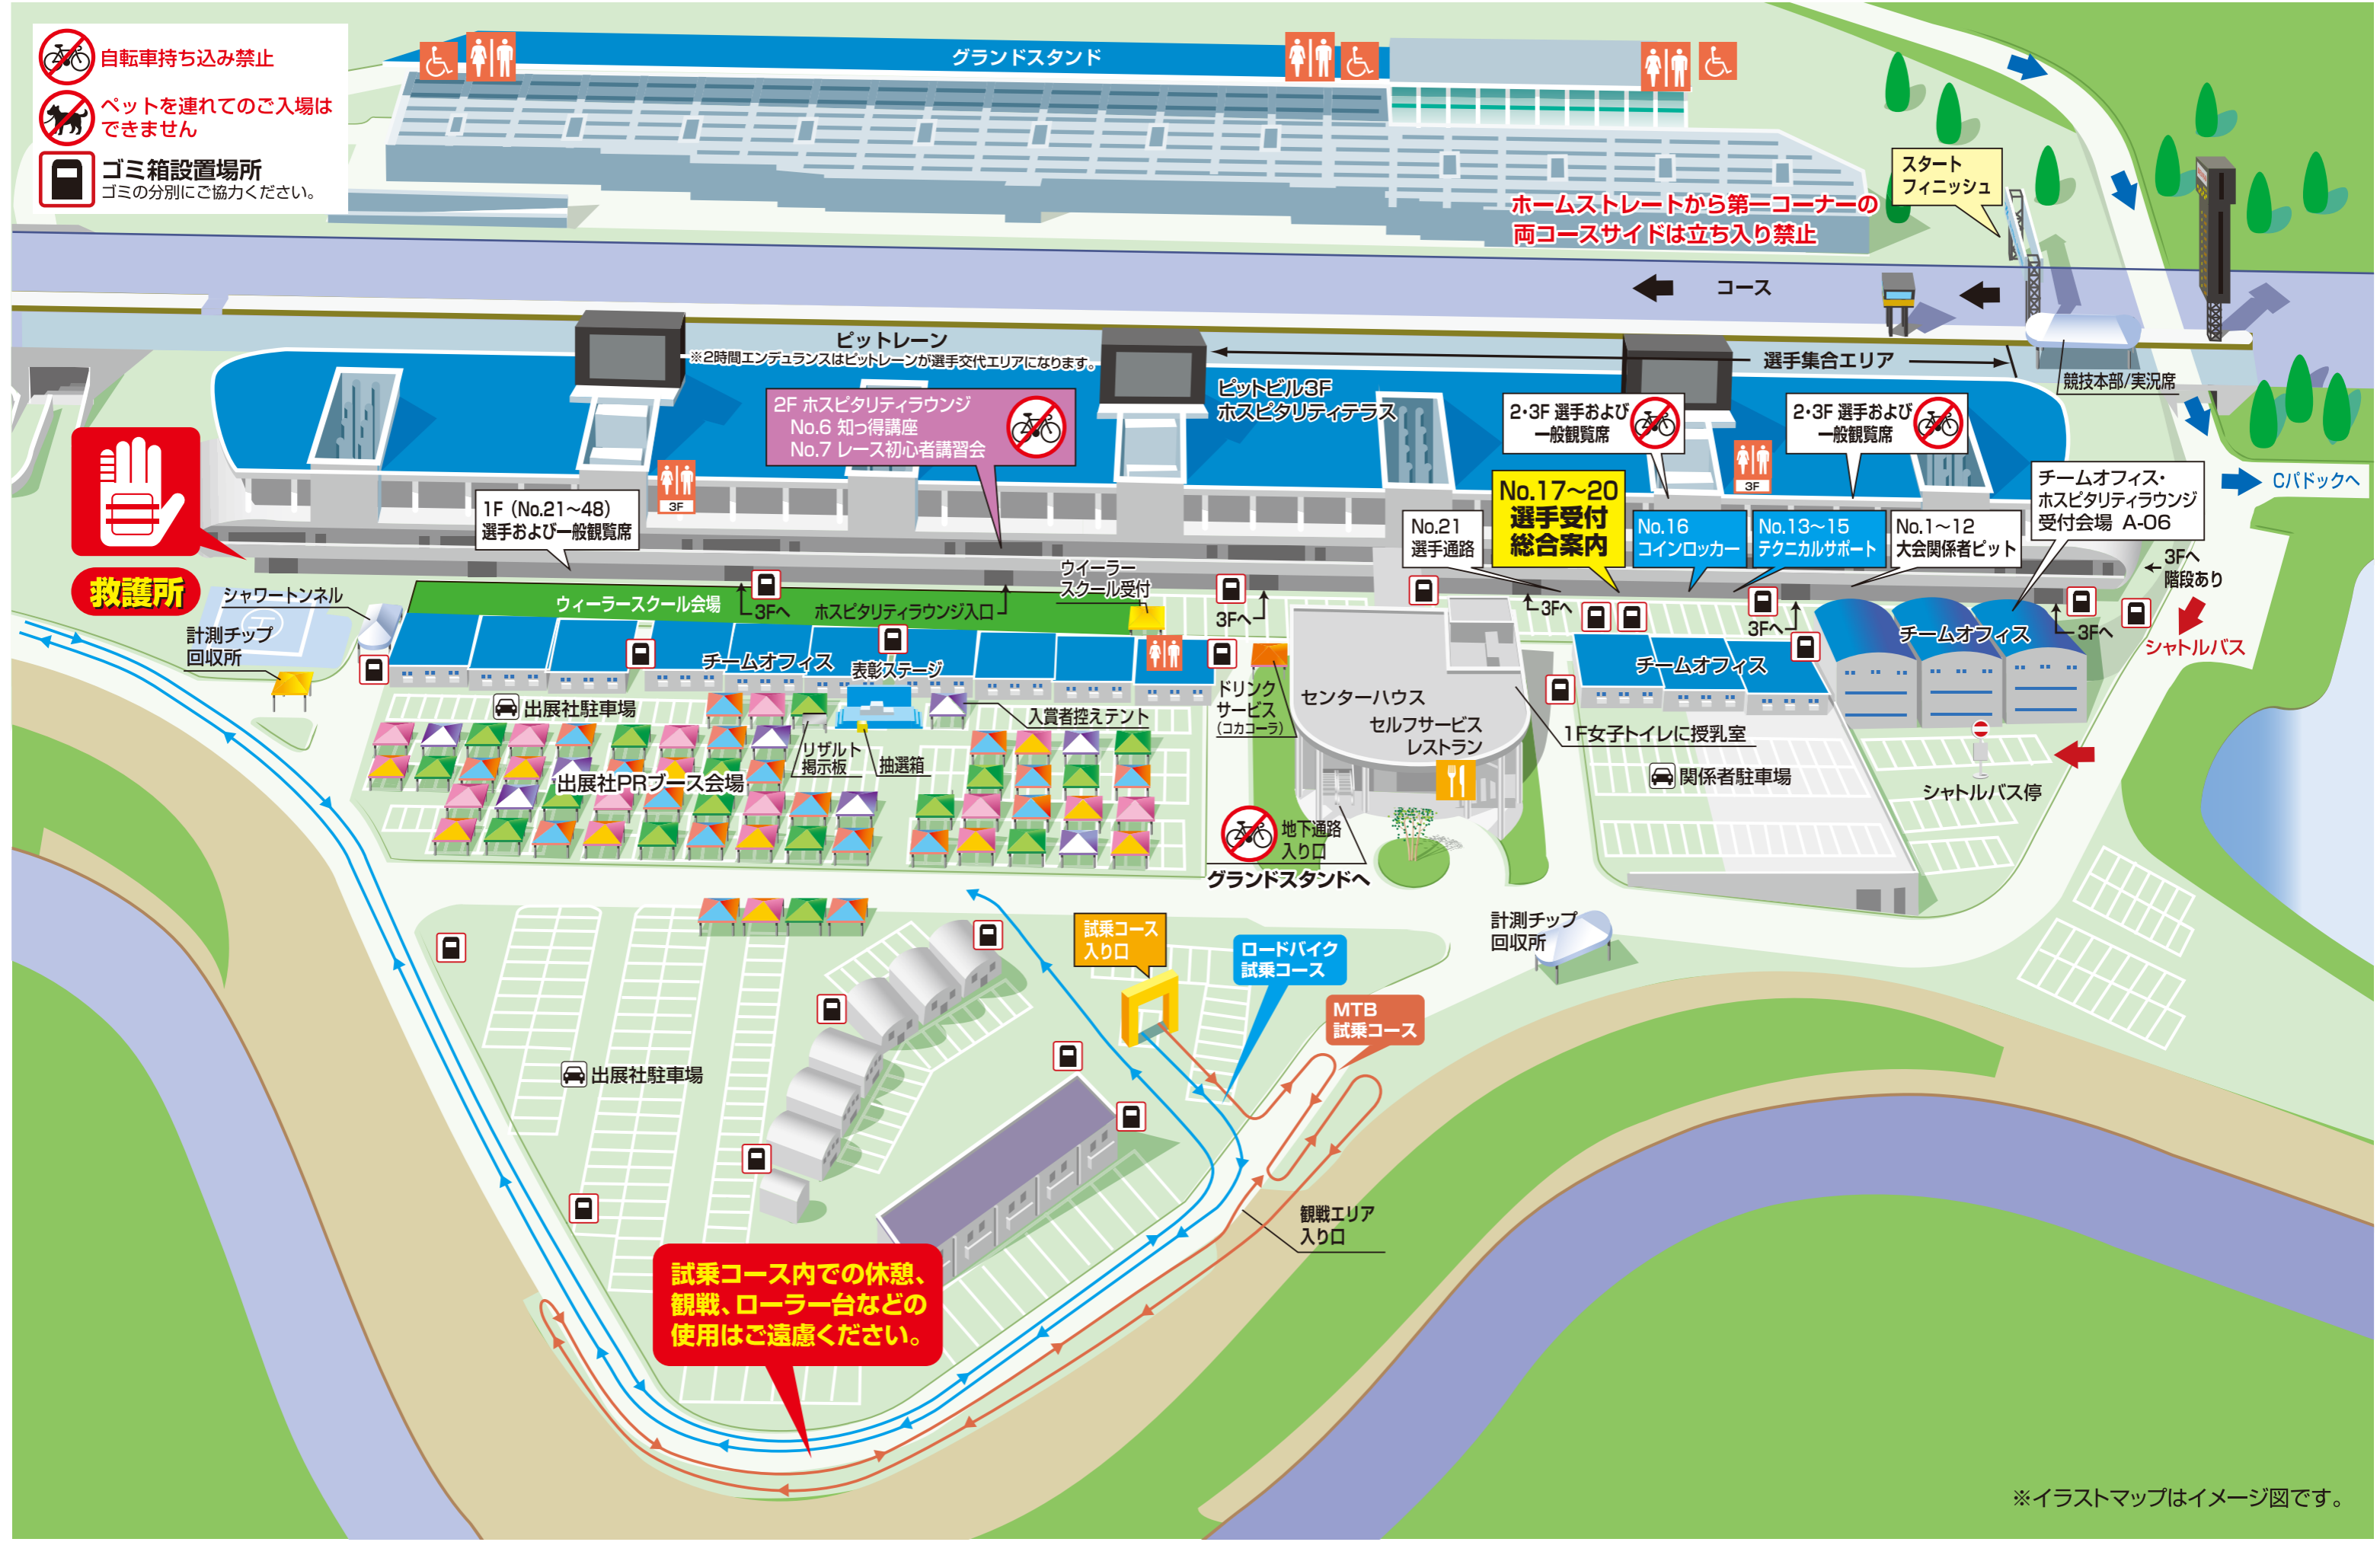 自転車持ち込み禁止
ペットを連れてのご入場は
できません
ゴミ箱設置場所
ゴミの分別にご協力ください。
グランドスタンド
スタート
フィニッシュ
ホームストレートから第一コーナーの
両コースサイドは立ち入り禁止
コース
ピットレーン
※2時間エンデュランスはピットレーンが選手交代エリアになります。
選手集合エリア
競技本部/実況席
ピットビル3F
ホスピタリティテラス
2F ホスピタリティラウンジ
No.6 知っ得講座
No.7 レース初心者講習会
2・3F 選手および
一般観覧席
2・3F 選手および
一般観覧席
3F
3F
Cパドックへ
チームオフィス・
ホスピタリティラウンジ
受付会場 A-06
1F（No.21～48）
選手および一般観覧席
No.21
選手通路
No.17～20
選手受付
総合案内
No.16
コインロッカー
No.13～15
テクニカルサポート
No.1～12
大会関係者ピット
3Fへ
階段あり
シャトルバス
救護所
シャワートンネル
計測チップ
回収所
ウィーラースクール会場
3Fへ
ホスピタリティラウンジ入口
ウイーラー
スクール受付
3Fへ
3Fへ
3Fへ
3Fへ
チームオフィス
表彰ステージ
チームオフィス
チームオフィス
出展社駐車場
入賞者控えテント
リザルト
掲示板
抽選箱
出展社PRブース会場
ドリンク
サービス
（コカコーラ）
センターハウス
セルフサービス
レストラン
1F女子トイレに授乳室
関係者駐車場
シャトルバス停
地下通路
入り口
グランドスタンドへ
計測チップ
回収所
試乗コース
入り口
ロードバイク
試乗コース
MTB
試乗コース
出展社駐車場
観戦エリア
入り口
試乗コース内での休憩、
観戦、ローラー台などの
使用はご遠慮ください。
※イラストマップはイメージ図です。